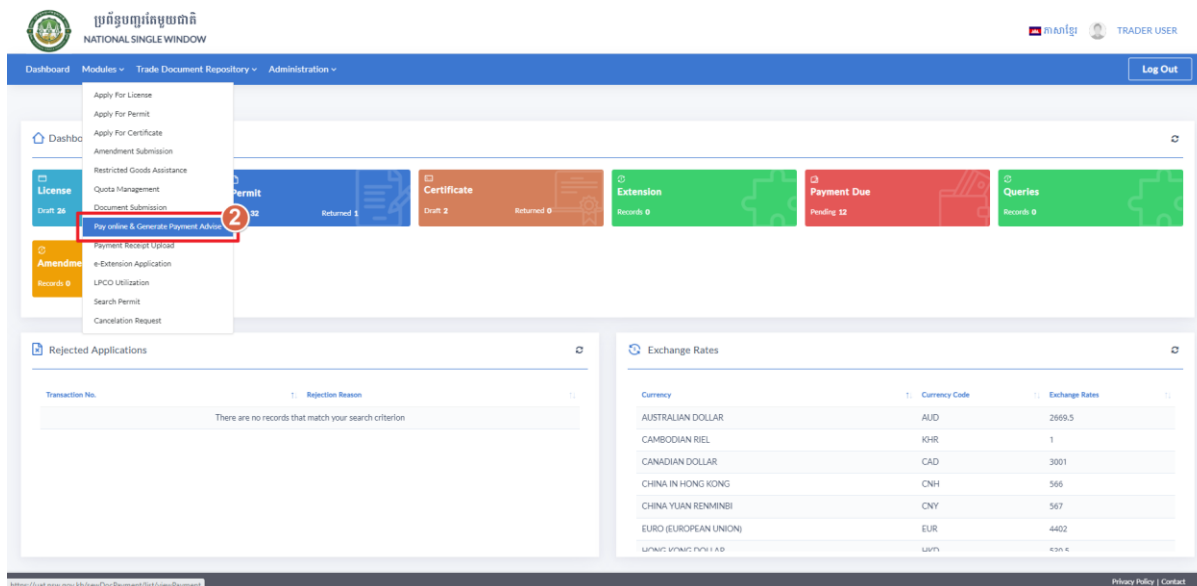 ប្រព័ន្ធបញ្ជរតែមួយជាតិ
NATIONAL SINGLE WINDOW
ភាសាខ្មែរ TRADER USER
Dashboard Modules Trade Document Repository Administration Log Out
Apply For License
Apply For Permit
Apply For Certificate
Amendment Submission
Restricted Goods Assistance
Quota Management
Document Submission
Pay online & Generate Payment Advise
2
Payment Receipt Upload
e-Extension Application
LPCO Utilization
Search Permit
Cancelation Request
License
Draft 26
Permit
32 Returned 1
Certificate
Draft 2 Returned 0
Extension
Records 0
Payment Due
Pending 12
Queries
Records 0
Records 0
Rejected Applications
Transaction No. Rejection Reason
There are no records that match your search criterion
Exchange Rates
Currency Currency Code Exchange Rates
AUSTRALIAN DOLLAR AUD 2669.5
CAMBODIAN RIEL KHR 1
CANADIAN DOLLAR CAD 3001
CHINA IN HONG KONG CNH 566
CHINA YUAN RENMINBI CNY 567
EURO (EUROPEAN UNION) EUR 4402
HONG KONG DOLLAR HKD 520.5
Privacy Policy | Contact